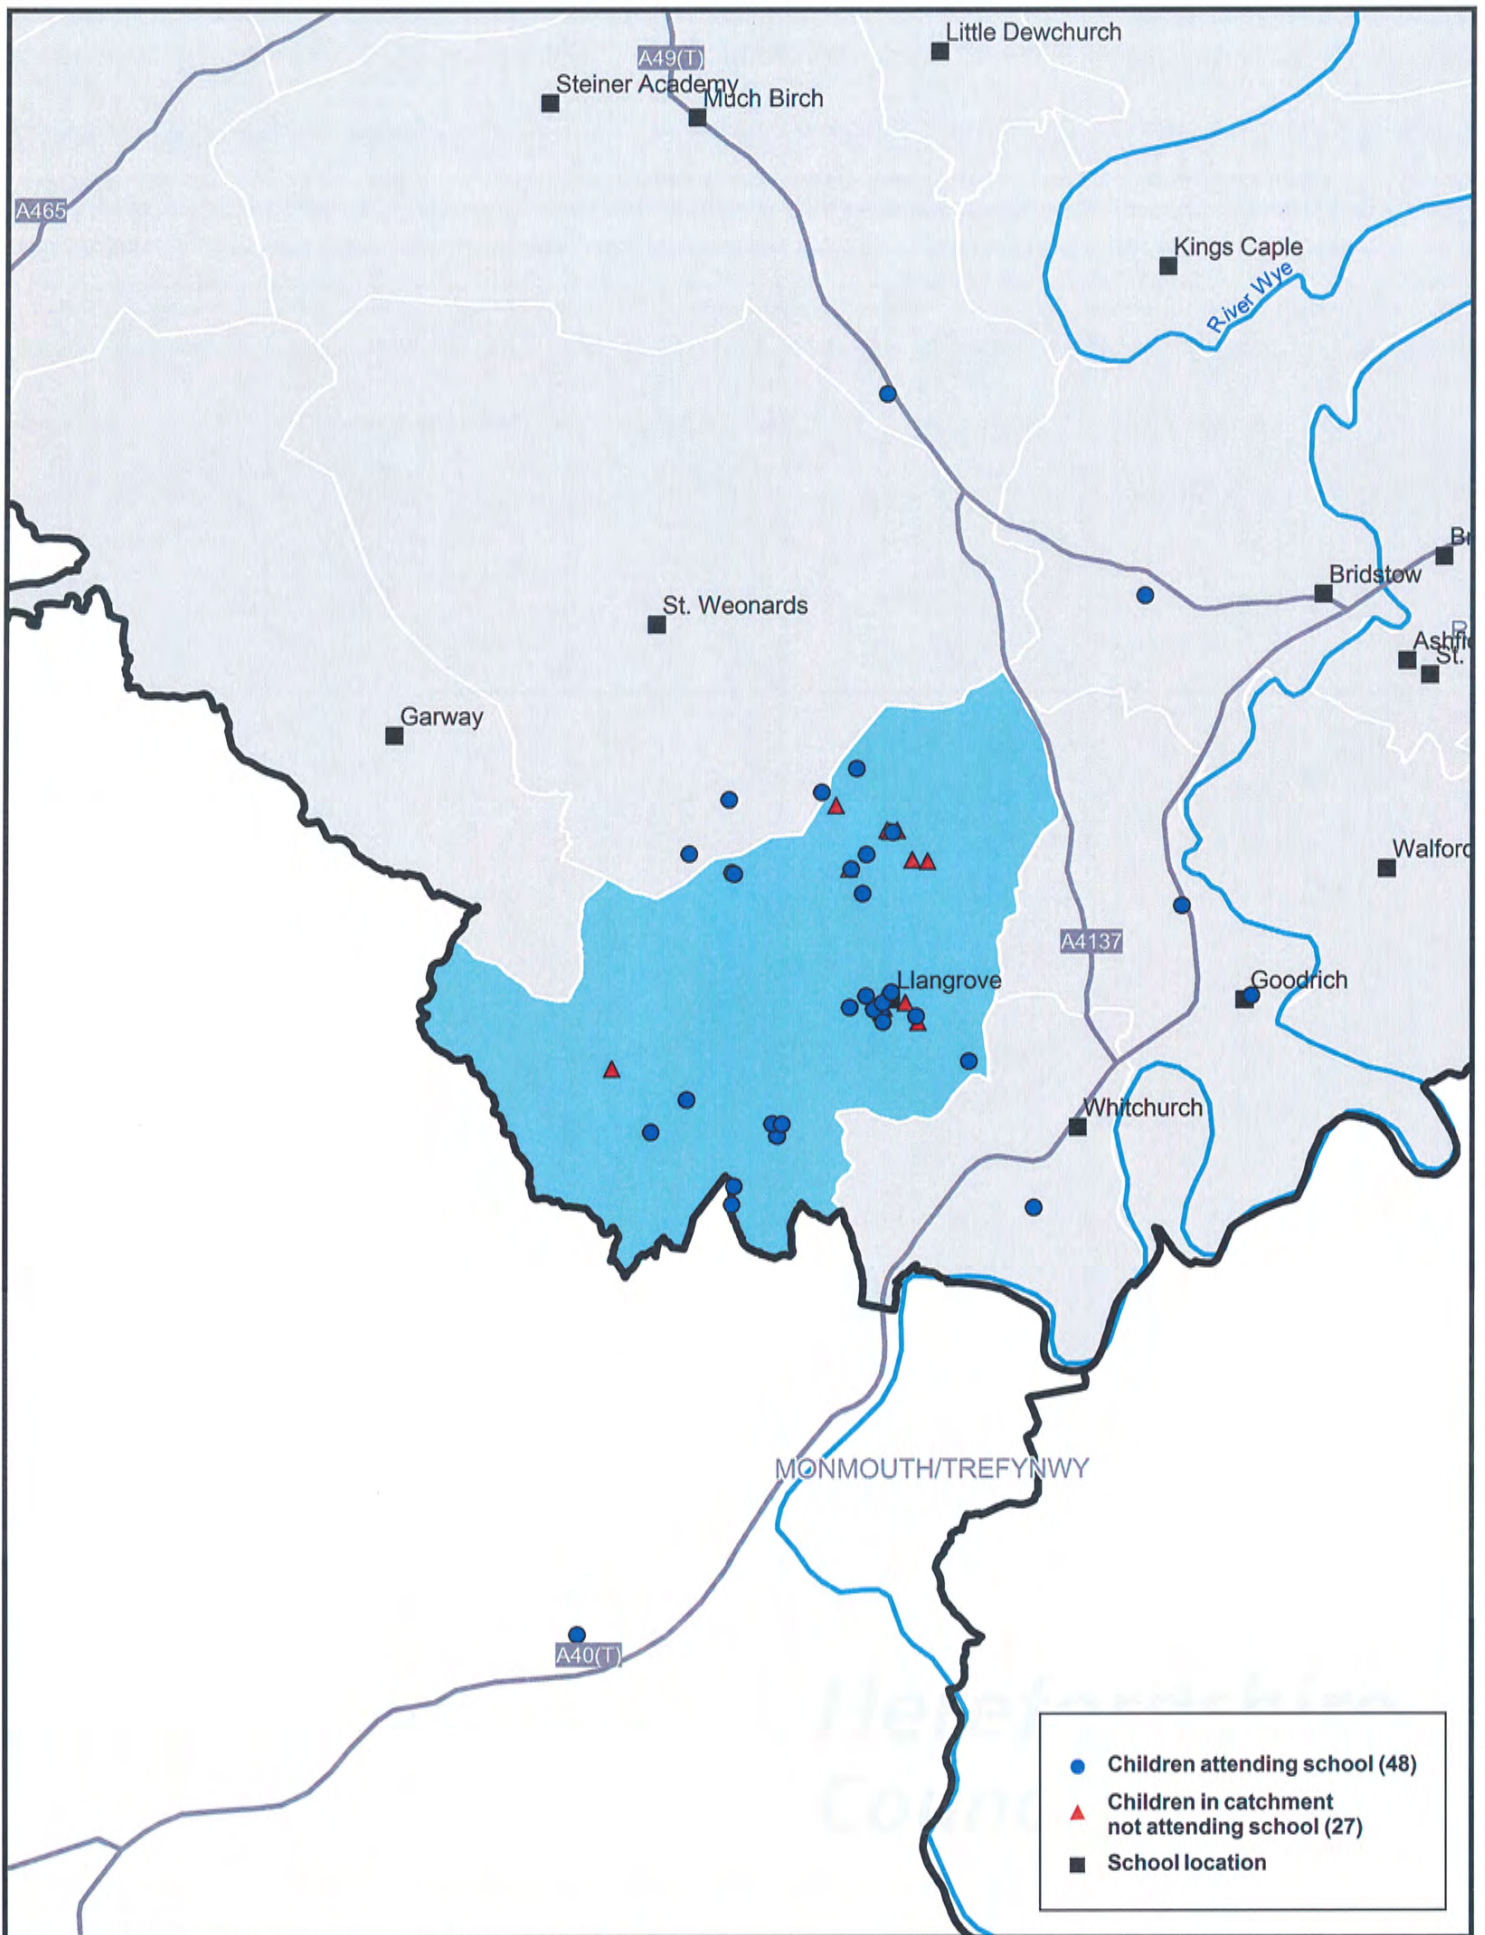 Little Dewchurch
A49(T)
Steiner Academy
Much Birch
A465
Kings Caple
River Wye
Bridstow
St. Weonards
St.
Garway
Walford
A4137
Llangrove
Goodrich
Whitchurch
MONMOUTH/TREFYNWY
A40(T)
Children attending school (48)
Children in catchment
not attending school (27)
School location